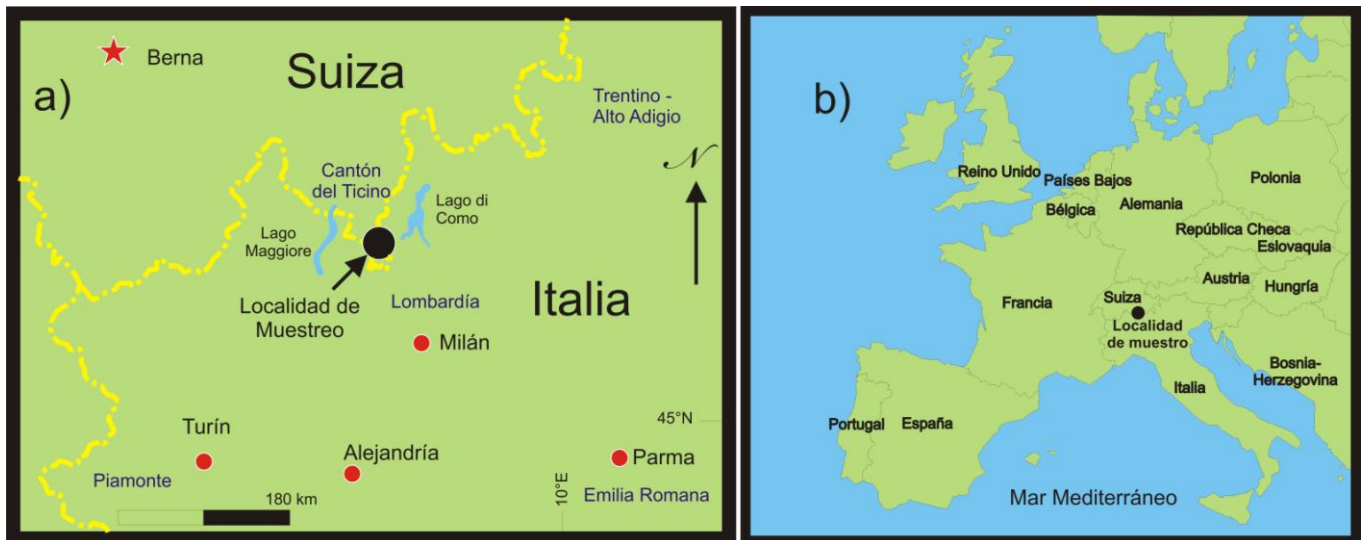 a)
Berna
Suiza
Trentino -
Alto Adigio
N
Cantón
del Ticino
Lago di
Como
Lago
Maggiore
Localidad de
Muestreo
Lombardía
Italia
Milán
45°N
Turín
Alejandría
Parma
Piamonte
180 km
10°E
Emilia Romana
b)
Reino Unido
Países Bajos
Polonia
Bélgica
Alemania
República Checa
Eslovaquia
Austria
Hungría
Francia
Suiza
Localidad
de muestro
Bosnia-
Herzegovina
Italia
Portugal
España
Mar Mediterráneo